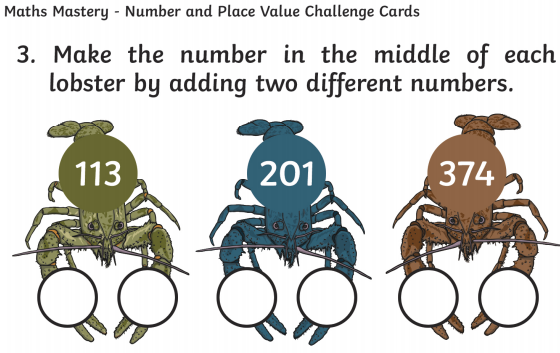 Maths Mastery - Number and Place Value Challenge Cards
3. Make the number in the middle of each
lobster by adding two different numbers.
113 201 374